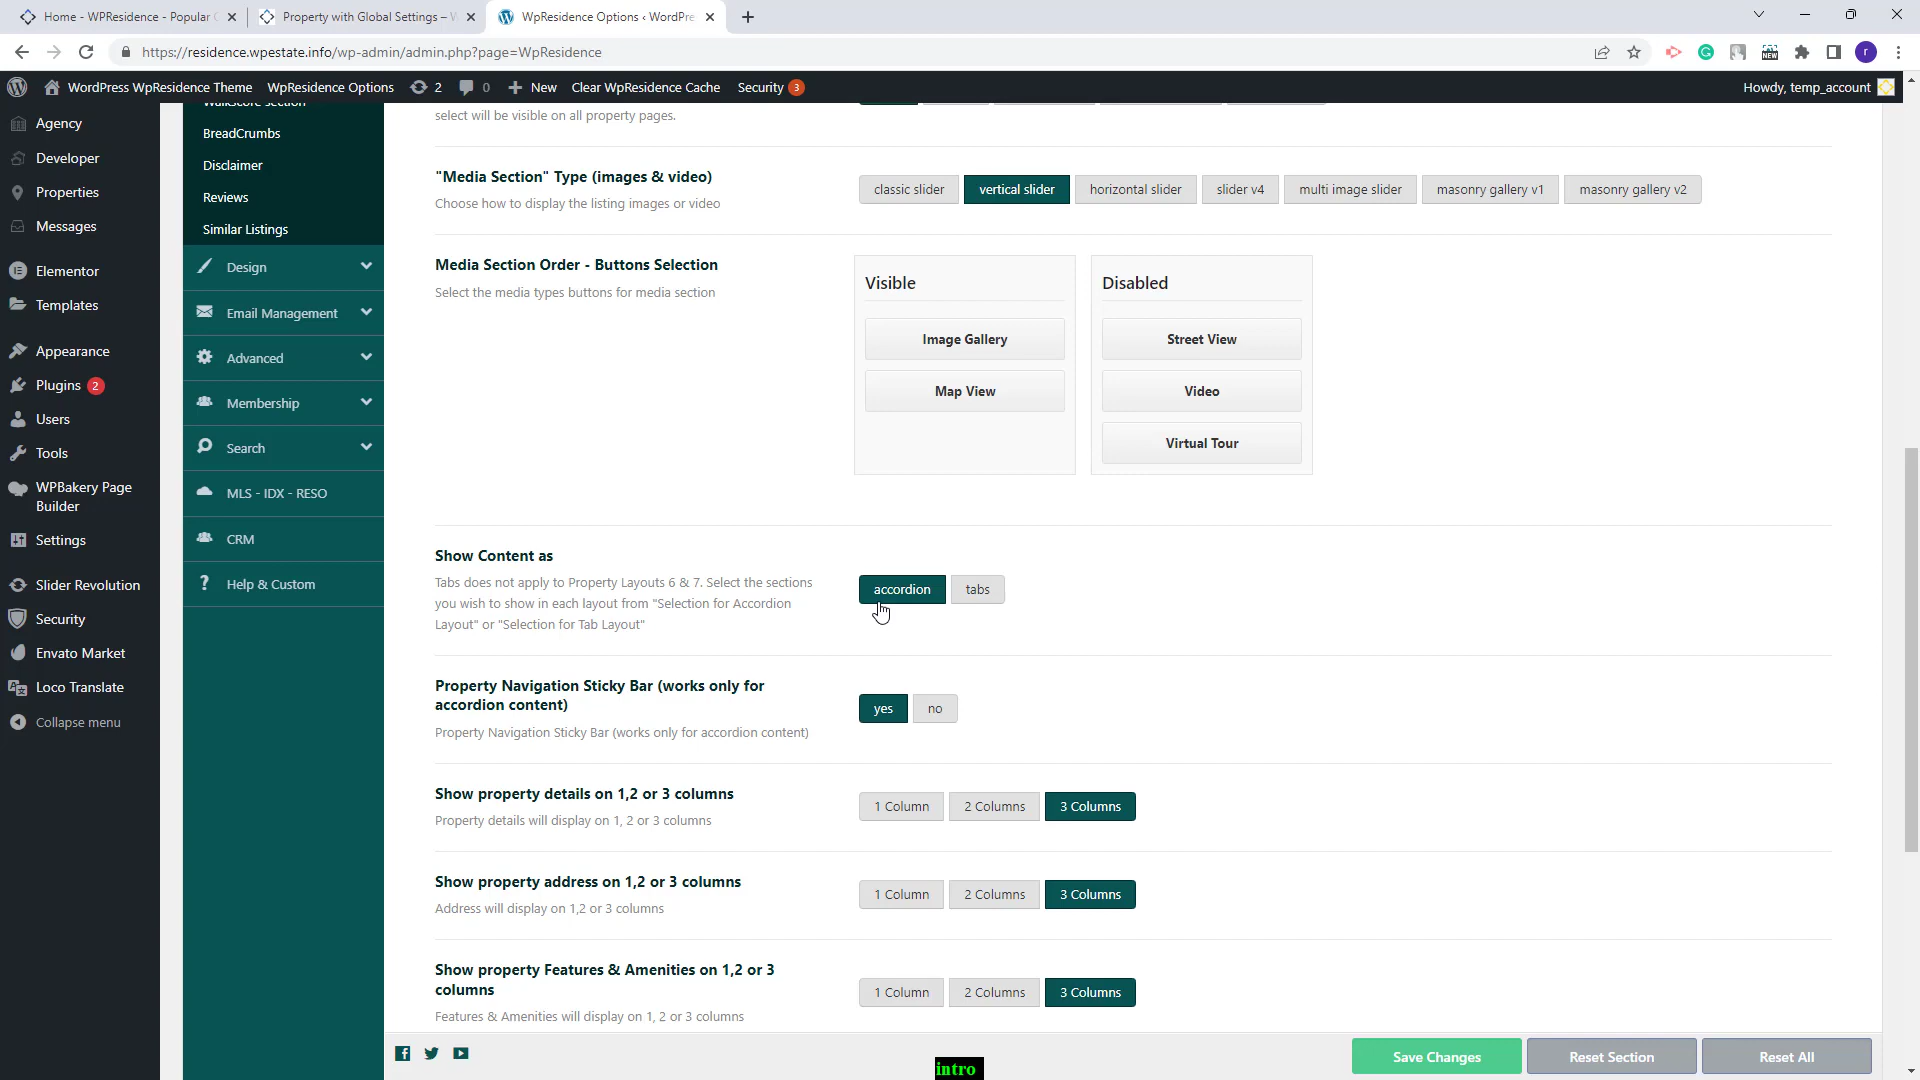 Home - WPResidence - Popular
Property with Global Settings –
WpResidence Options ‹ WordPre
https://residence.wpestate.info/wp-admin/admin.php?page=WpResidence
NEW
r
WordPress WpResidence Theme
WpResidence Options
2
0
New
Clear WpResidence Cache
Security 3
Howdy, temp_account
Agency
Developer
Properties
Messages
Elementor
Templates
Appearance
Plugins 2
Users
Tools
WPBakery Page
Builder
Settings
Slider Revolution
Security
Envato Market
Loco Translate
Collapse menu
WalkScore Section
BreadCrumbs
Disclaimer
Reviews
Similar Listings
Design
Email Management
Advanced
Membership
Search
MLS - IDX - RESO
CRM
Help & Custom
select will be visible on all property pages.
"Media Section" Type (images & video)
Choose how to display the listing images or video
classic slider
vertical slider
horizontal slider
slider v4
multi image slider
masonry gallery v1
masonry gallery v2
Media Section Order - Buttons Selection
Select the media types buttons for media section
Visible
Image Gallery
Map View
Disabled
Street View
Video
Virtual Tour
Show Content as
Tabs does not apply to Property Layouts 6 & 7. Select the sections
you wish to show in each layout from "Selection for Accordion
Layout" or "Selection for Tab Layout"
accordion
tabs
Property Navigation Sticky Bar (works only for
accordion content)
Property Navigation Sticky Bar (works only for accordion content)
yes
no
Show property details on 1,2 or 3 columns
Property details will display on 1, 2 or 3 columns
1 Column
2 Columns
3 Columns
Show property address on 1,2 or 3 columns
Address will display on 1,2 or 3 columns
1 Column
2 Columns
3 Columns
Show property Features & Amenities on 1,2 or 3
columns
Features & Amenities will display on 1, 2 or 3 columns
1 Column
2 Columns
3 Columns
intro
Save Changes
Reset Section
Reset All